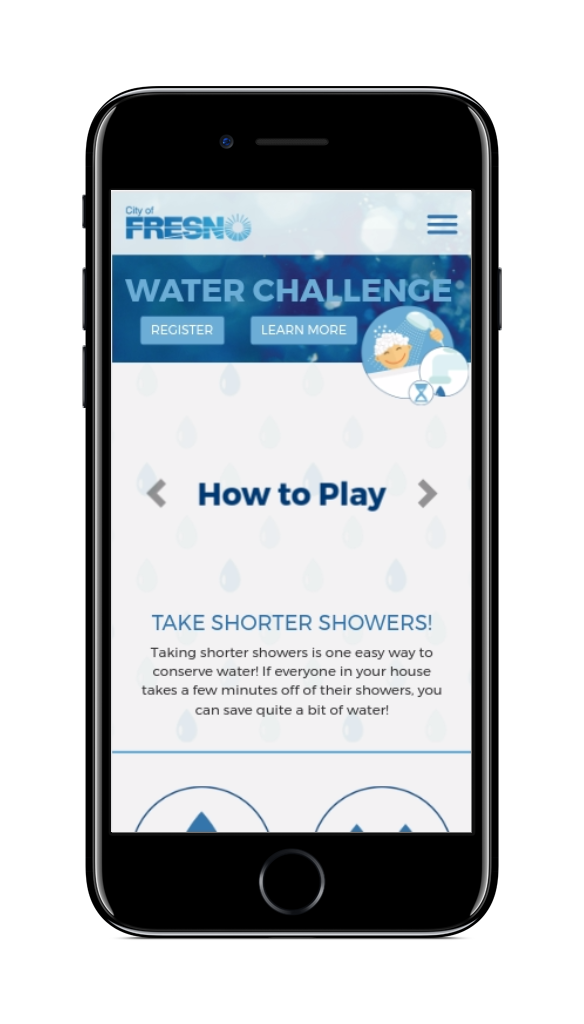 City of
FRESNO
WATER CHALLENGE
REGISTER LEARN MORE
How to Play
TAKE SHORTER SHOWERS!
Taking shorter showers is one easy way to
conserve water! If everyone in your house
takes a few minutes off of their showers, you
can save quite a bit of water!